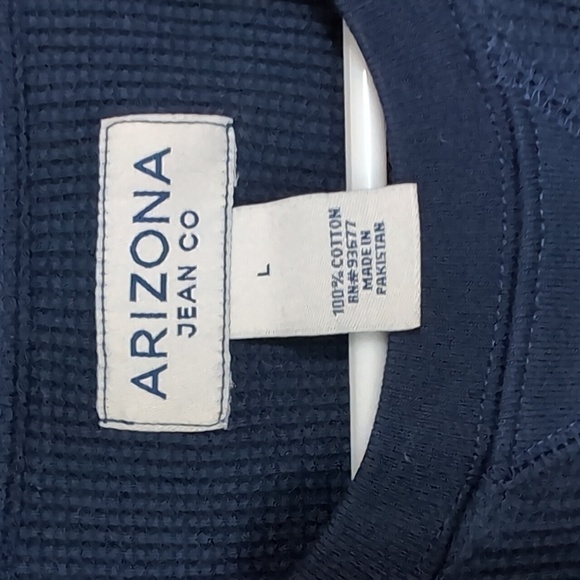 ARIZONA
JEAN CO
L
100% COTTON
RN#93677
MADE IN
PAKISTAN